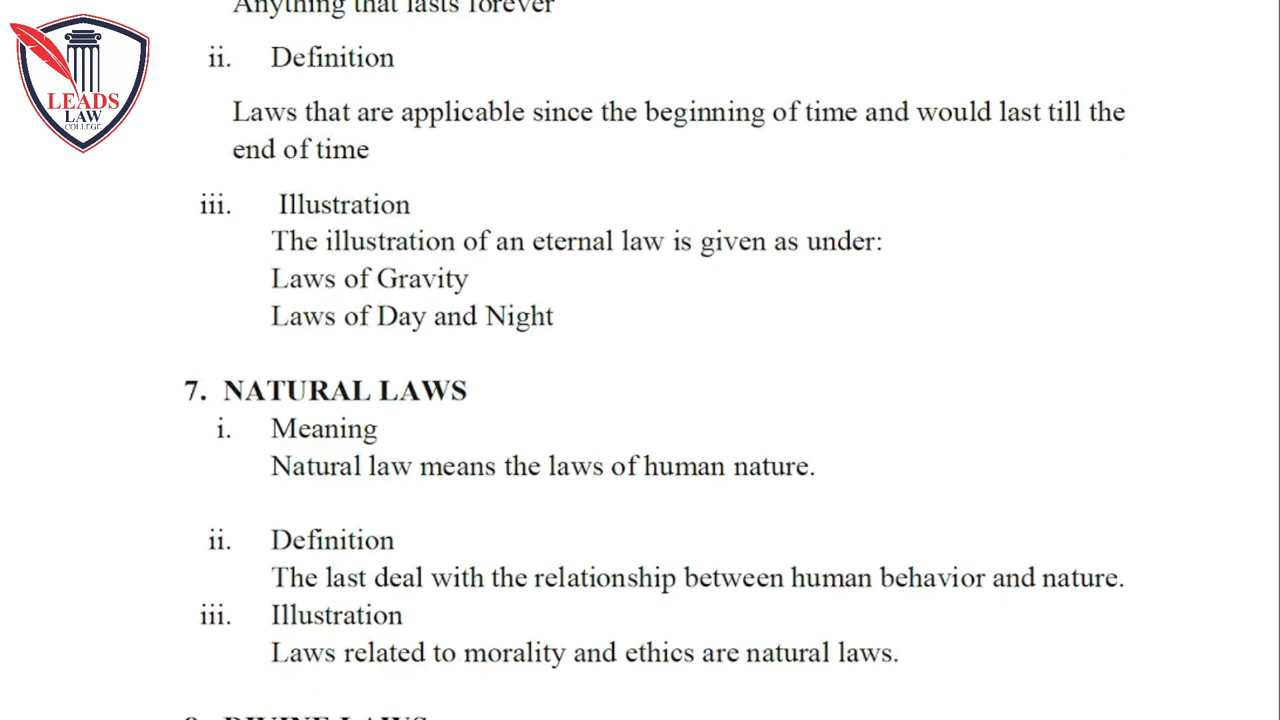 Anything that lasts forever
LEADS
LAW
COLLEGE
ii. Definition
Laws that are applicable since the beginning of time and would last till the
end of time
iii. Illustration
The illustration of an eternal law is given as under:
Laws of Gravity
Laws of Day and Night
7. NATURAL LAWS
i. Meaning
Natural law means the laws of human nature.
ii. Definition
The last deal with the relationship between human behavior and nature.
iii. Illustration
Laws related to morality and ethics are natural laws.
8. DIVINE LAWS